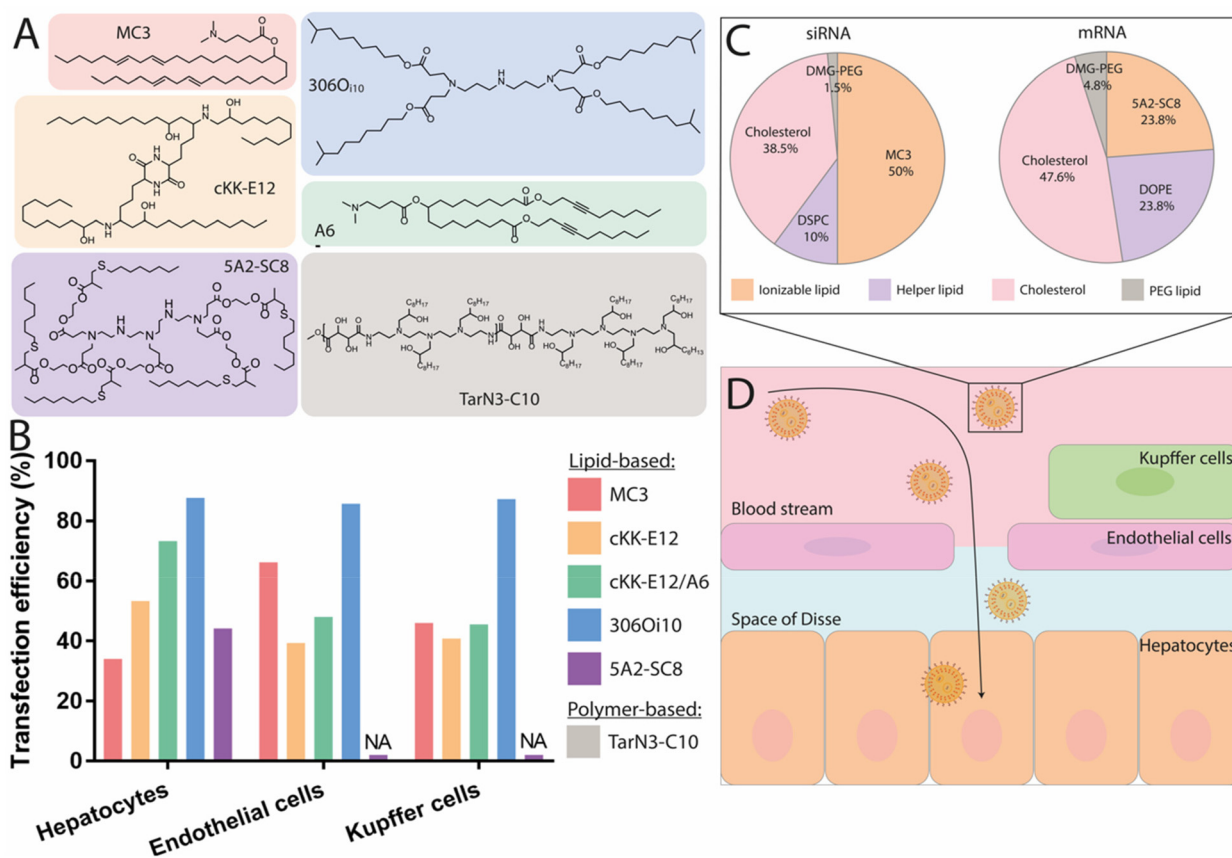 A
MC3
306Oi10
cKK-E12
A6
5A2-SC8
TarN3-C10
B
Transfection efficiency (%)
100
80
60
40
20
0
NA
NA
Hepatocytes
Endothelial cells
Kupffer cells
Lipid-based:
MC3
cKK-E12
cKK-E12/A6
306Oi10
5A2-SC8
Polymer-based:
TarN3-C10
C
siRNA
mRNA
DMG-PEG
1.5%
Cholesterol
38.5%
MC3
50%
DSPC
10%
DMG-PEG
4.8%
5A2-SC8
23.8%
Cholesterol
47.6%
DOPE
23.8%
Ionizable lipid
Helper lipid
Cholesterol
PEG lipid
D
Kupffer cells
Blood stream
Endothelial cells
Space of Disse
Hepatocytes